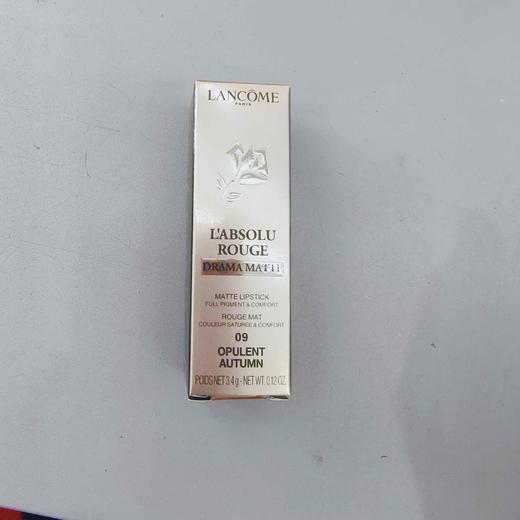 LANCÔME
PARIS
L'ABSOLU
ROUGE
DRAMA MATTE
MATTE LIPSTICK
FULL PIGMENT & COMFORT
ROUGE MAT
COULEUR SATURÉE & CONFORT
09
OPULENT
AUTUMN
POIDS NET 3.4g - NET WT. 0.12 OZ.